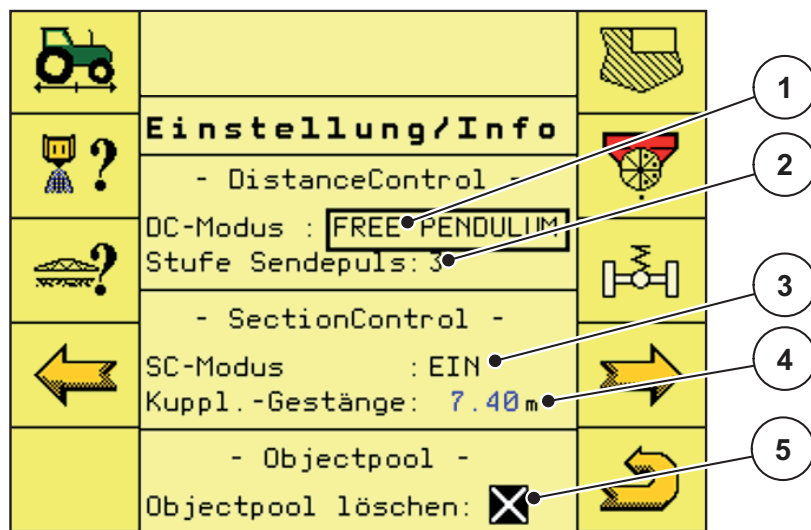 Einstellung/Info
- DistanceControl -
DC-Modus : FREE PENDULUM
Stufe Sendepuls: 3
- SectionControl -
SC-Modus : EIN
Kuppl.-Gestänge: 7.40 m
- Objectpool -
Objectpool löschen:
?
?
1
2
3
4
5